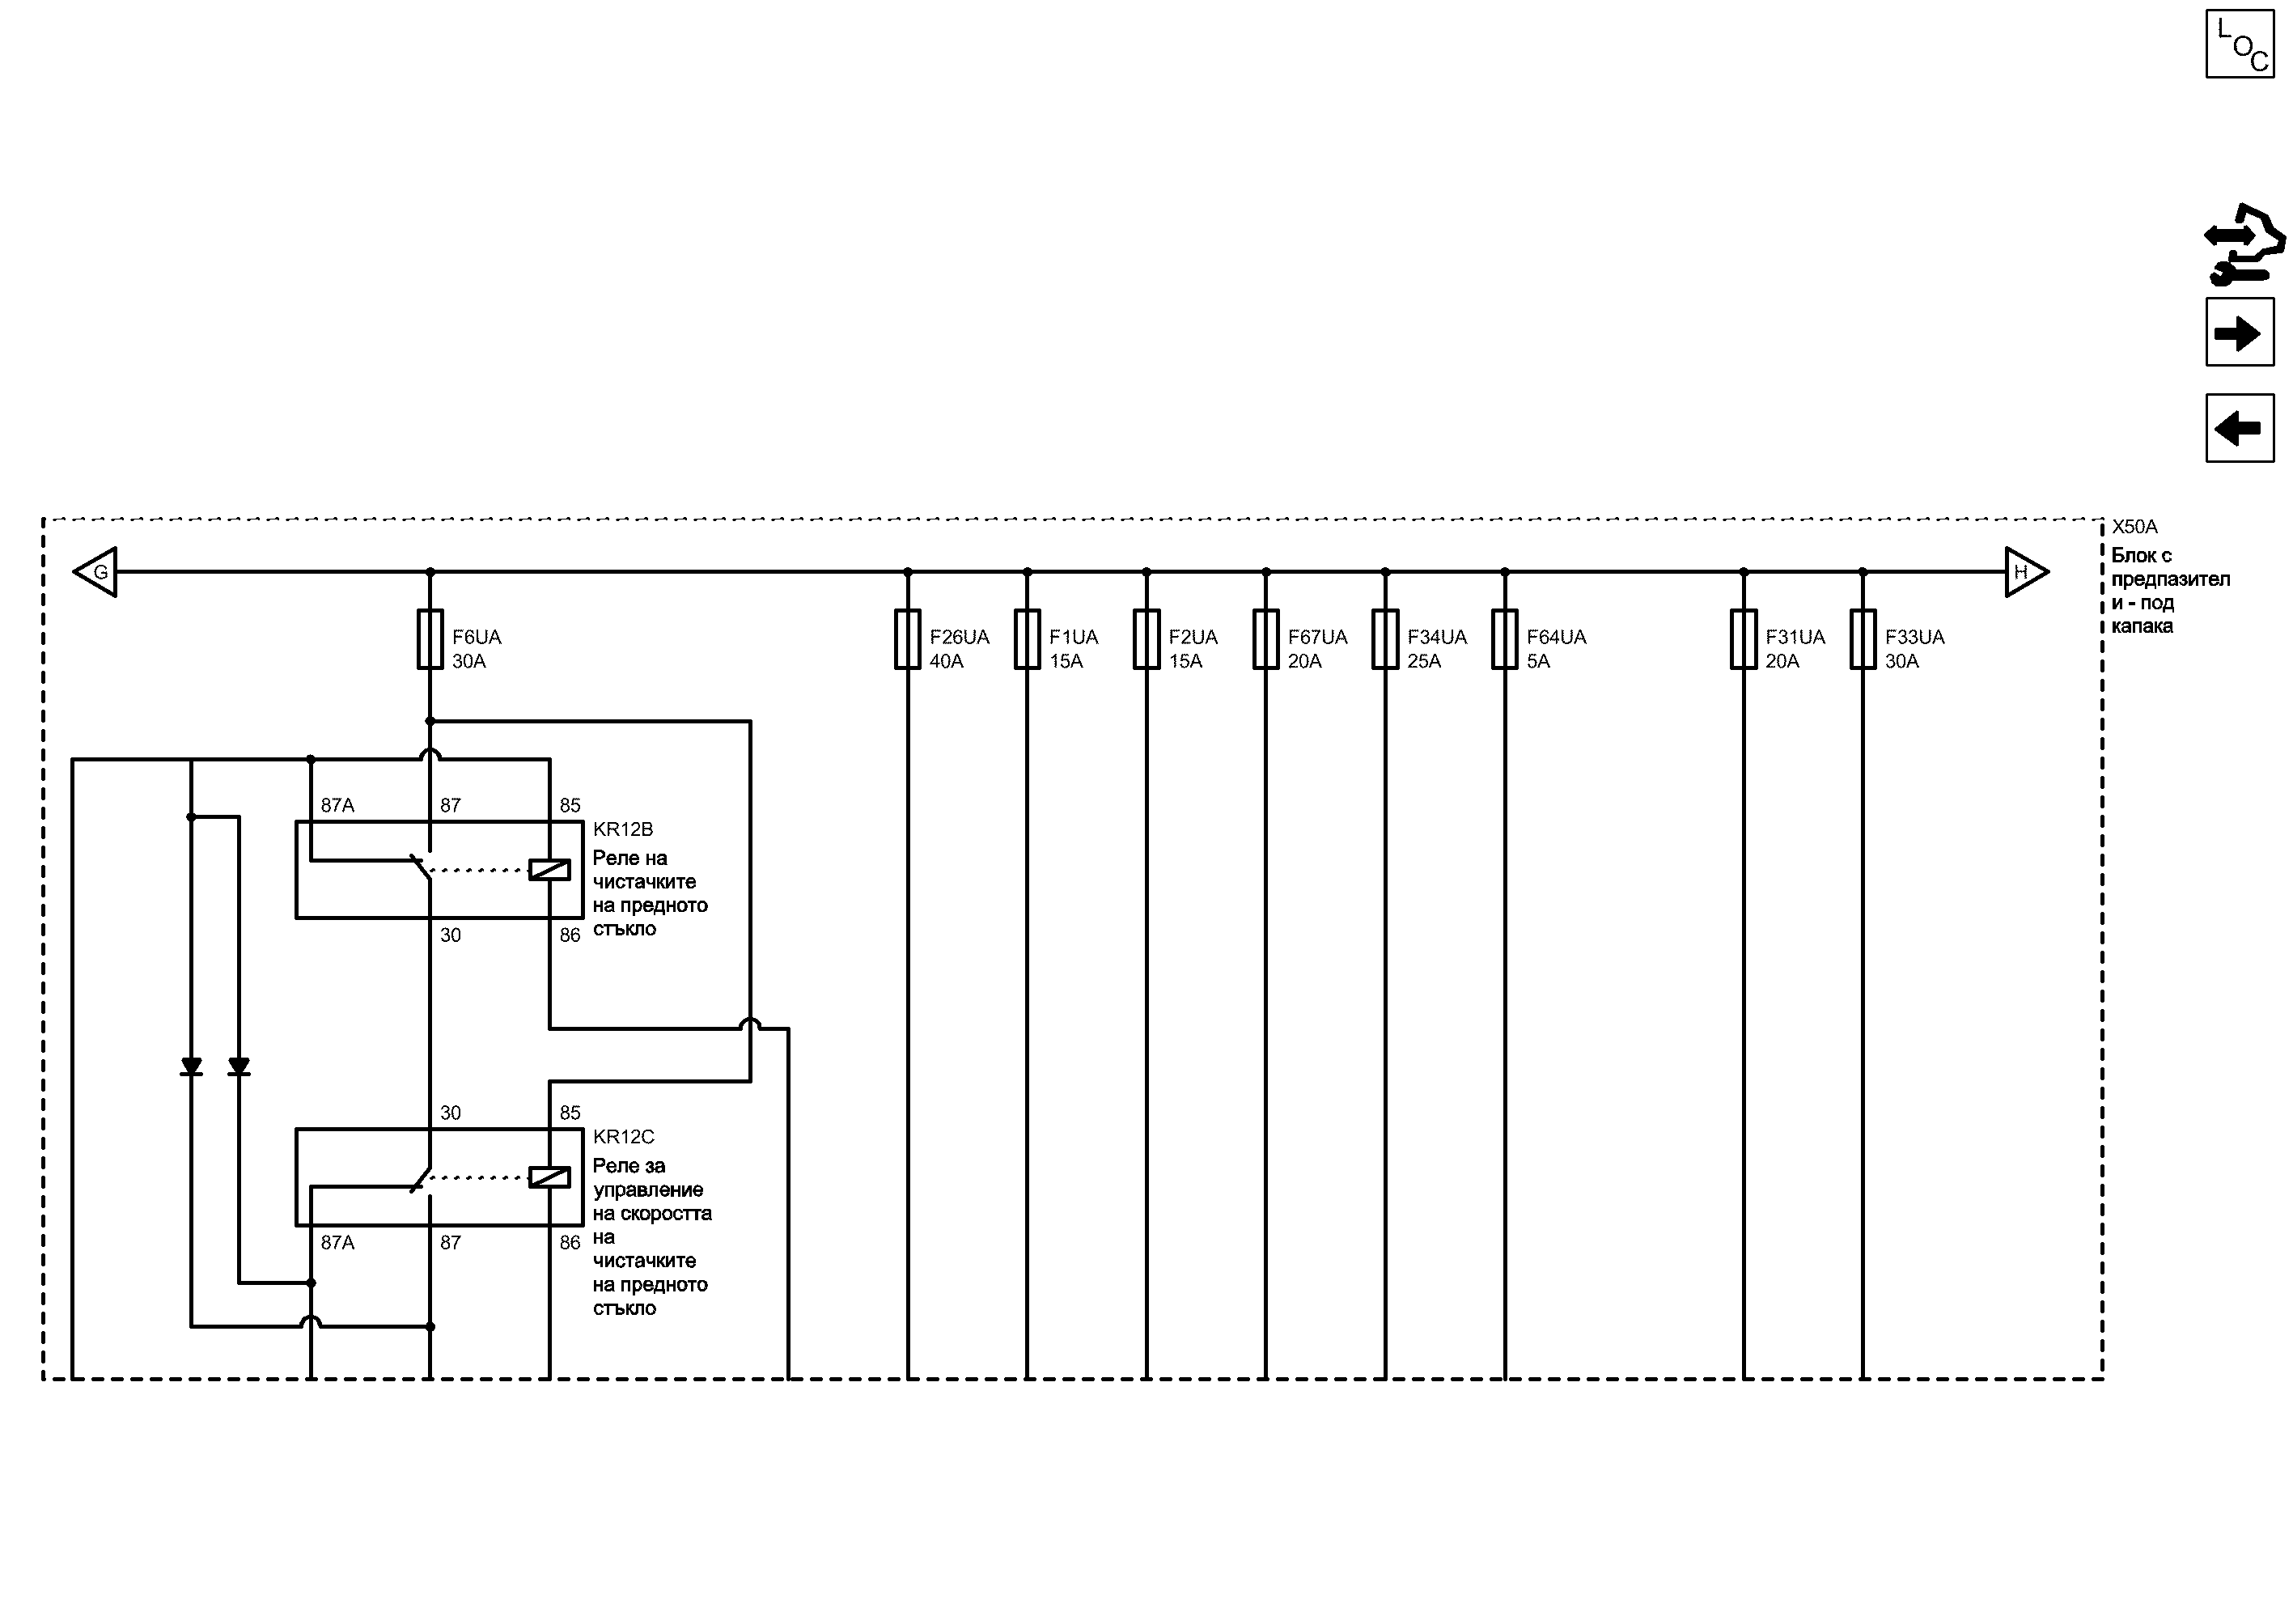 L
O
C
X50A
Блок с
предпазител
и - под
капака
G
H
F6UA
30A
F26UA
40A
F1UA
15A
F2UA
15A
F67UA
20A
F34UA
25A
F64UA
5A
F31UA
20A
F33UA
30A
87A
87
85
KR12B
Реле на
чистачките
на предното
стъкло
30
86
30
85
KR12C
Реле за
управление
на скоростта
на
чистачките
на предното
стъкло
87A
87
86